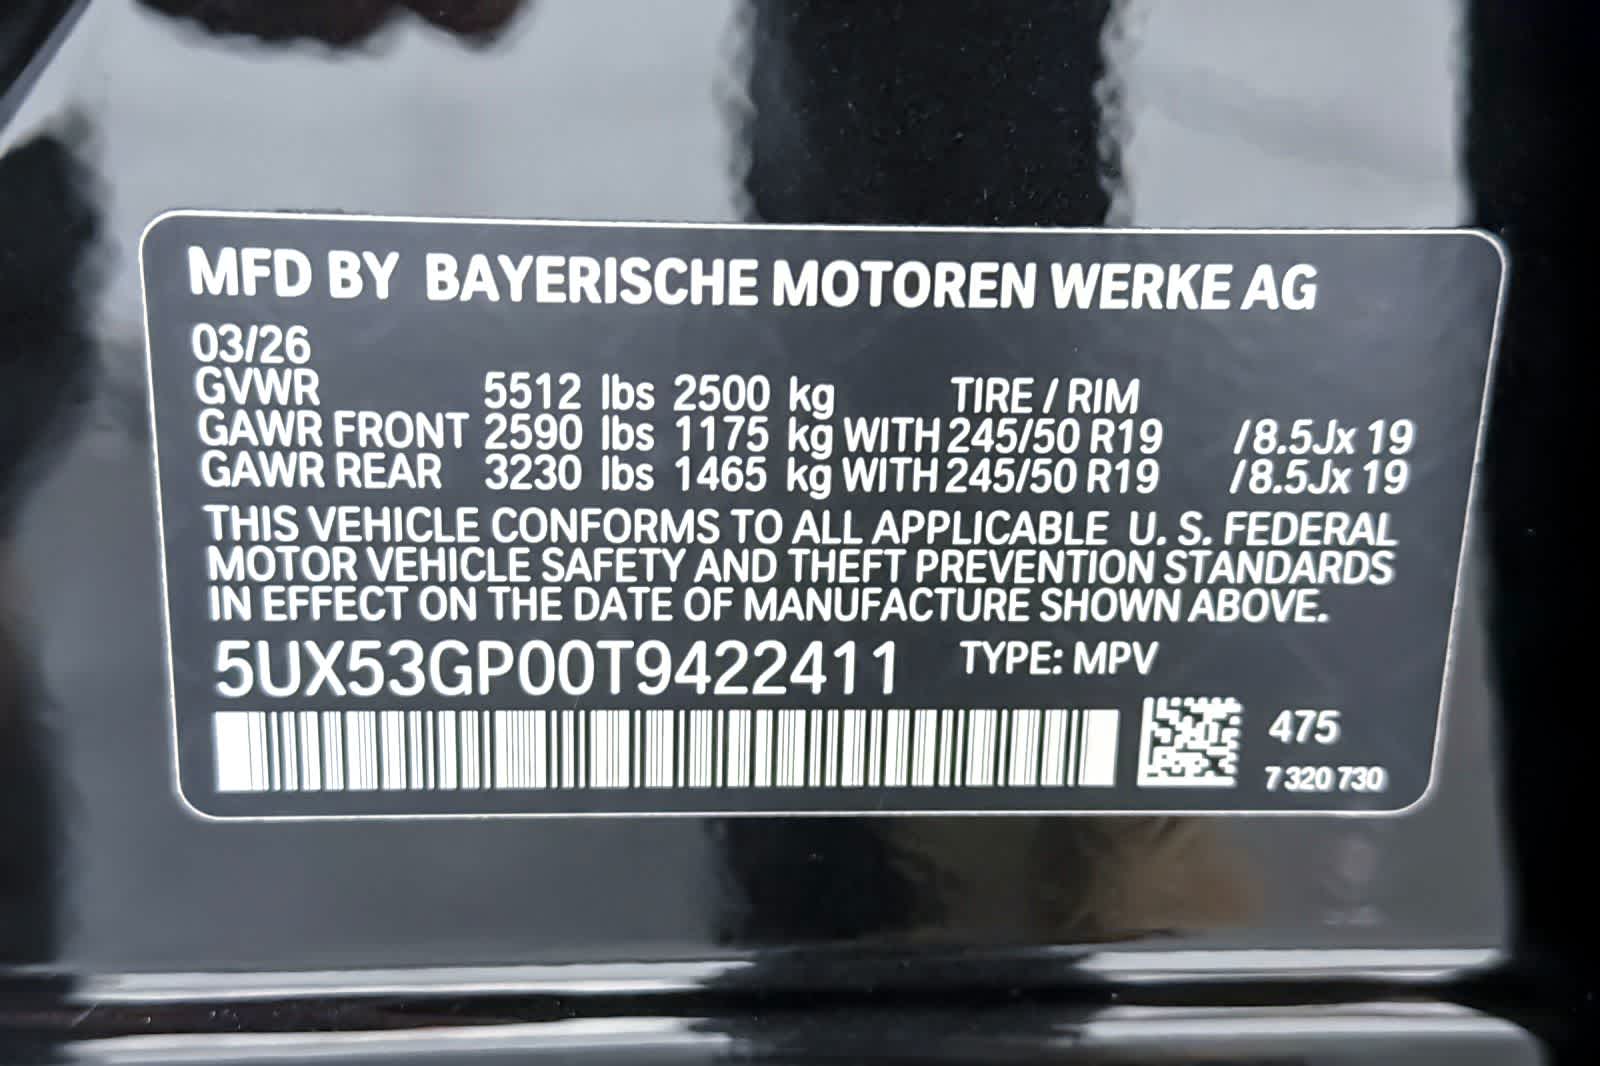 MFD BY BAYERISCHE MOTOREN WERKE AG
03/26
GVWR 5512 lbs 2500 kg TIRE / RIM
GAWR FRONT 2590 lbs 1175 kg WITH 245/50 R19 /8.5Jx 19
GAWR REAR 3230 lbs 1465 kg WITH 245/50 R19 /8.5Jx 19
THIS VEHICLE CONFORMS TO ALL APPLICABLE U. S. FEDERAL
MOTOR VEHICLE SAFETY AND THEFT PREVENTION STANDARDS
IN EFFECT ON THE DATE OF MANUFACTURE SHOWN ABOVE.
5UX53GP00T9422411 TYPE: MPV
475
7 320 730